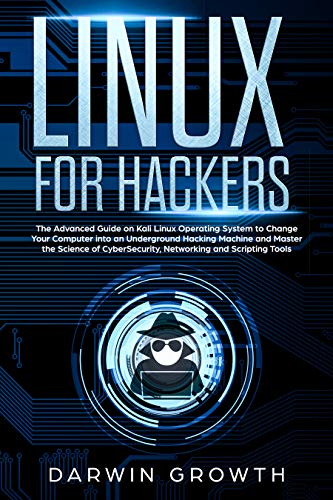 LINUX
FOR HACKERS
The Advanced Guide on Kali Linux Operating System to Change
Your Computer into an Underground Hacking Machine and Master
the Science of CyberSecurity, Networking and Scripting Tools
DARWIN GROWTH